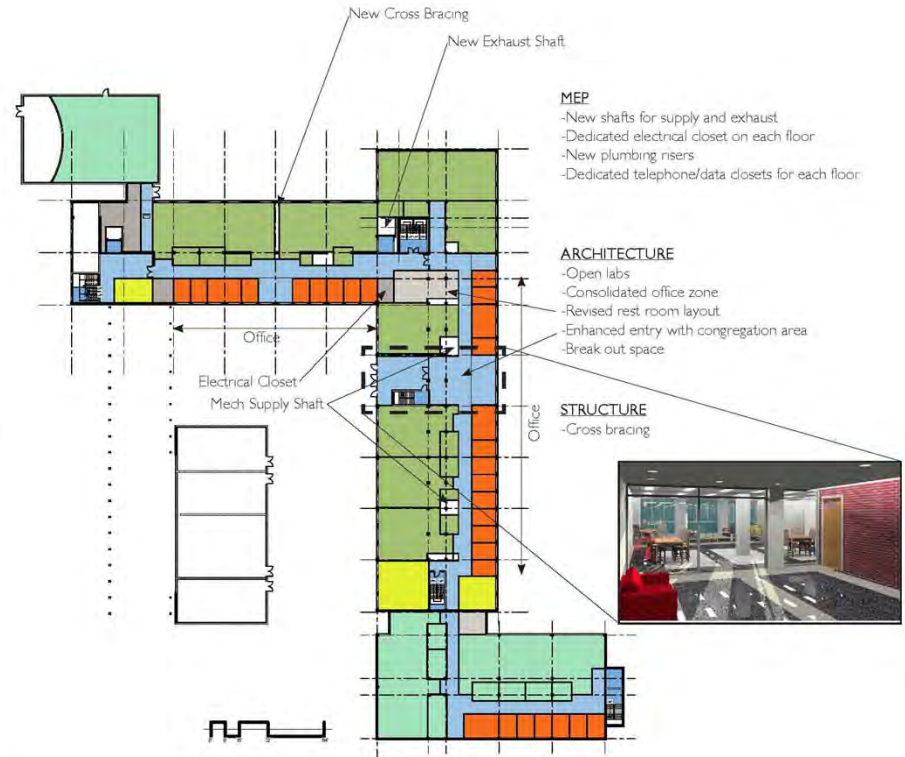 New Cross Bracing
New Exhaust Shaft
MEP
-New shafts for supply and exhaust
-Dedicated electrical closet on each floor
-New plumbing risers
-Dedicated telephone/data closets for each floor
ARCHITECTURE
-Open labs
-Consolidated office zone
-Revised rest room layout
-Enhanced entry with congregation area
-Break out space
Office
Electrical Closet
Mech Supply Shaft
STRUCTURE
-Cross bracing
Office